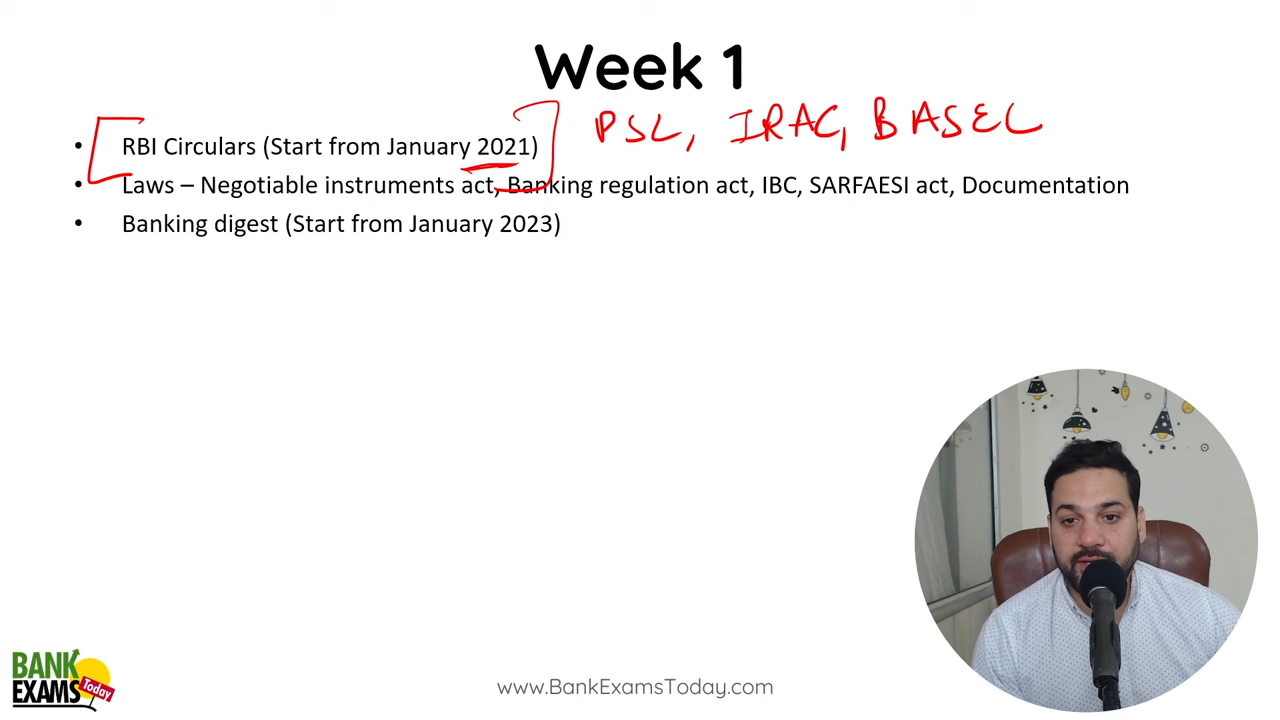 Week 1
PSL, IRAC, BASEL
• RBI Circulars (Start from January 2021)
• Laws – Negotiable instruments act, Banking regulation act, IBC, SARFAESI act, Documentation
• Banking digest (Start from January 2023)
BANK
EXAMS
Today
www.BankExamsToday.com